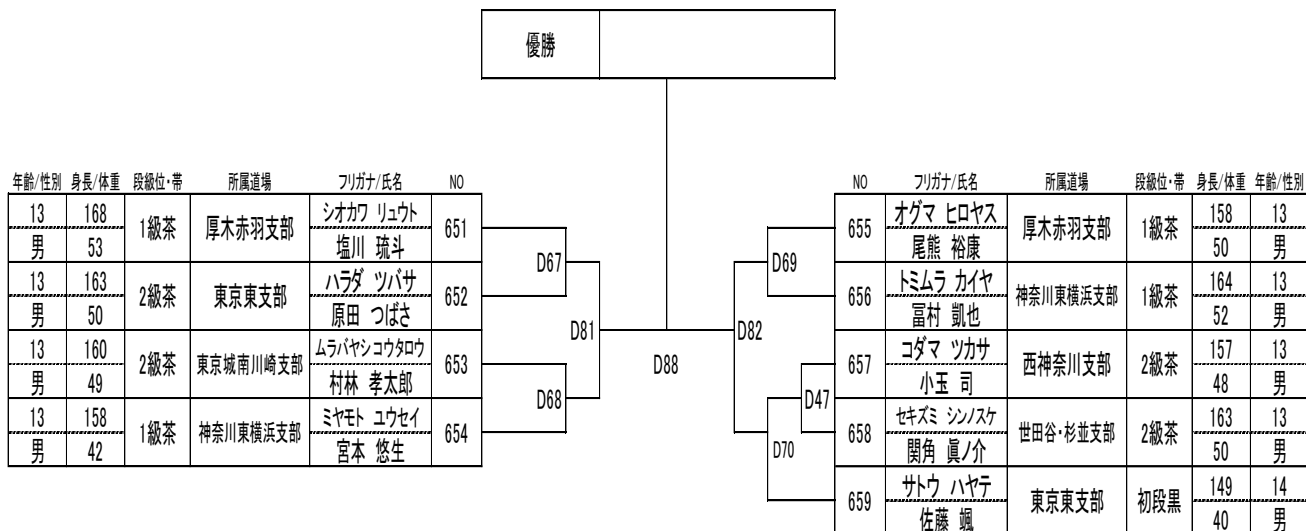 優勝
年齢/性別 身長/体重 段級位・帯 所属道場 フリガナ/氏名 NO
13 168 1級茶 厚木赤羽支部 シオカワ リュウト 651
男 53 塩川 琉斗
13 163 2級茶 東京東支部 ハラダ ツバサ 652
男 50 原田 つばさ
13 160 2級茶 東京城南川崎支部 ムラバヤシコウタロウ 653
男 49 村林 孝太郎
13 158 1級茶 神奈川東横浜支部 ミヤモト ユウセイ 654
男 42 宮本 悠生
D67
D68
D81
D88
D82
D69
D47
D70
NO フリガナ/氏名 所属道場 段級位・帯 身長/体重 年齢/性別
655 オグマ ヒロヤス 厚木赤羽支部 1級茶 158 13
尾熊 裕康 50 男
656 トミムラ カイヤ 神奈川東横浜支部 1級茶 164 13
冨村 凱也 52 男
657 コダマ ツカサ 西神奈川支部 2級茶 157 13
小玉 司 48 男
658 セキズミ シンノスケ 世田谷・杉並支部 2級茶 163 13
関角 眞ノ介 50 男
659 サトウ ハヤテ 東京東支部 初段黒 149 14
佐藤 颯 40 男